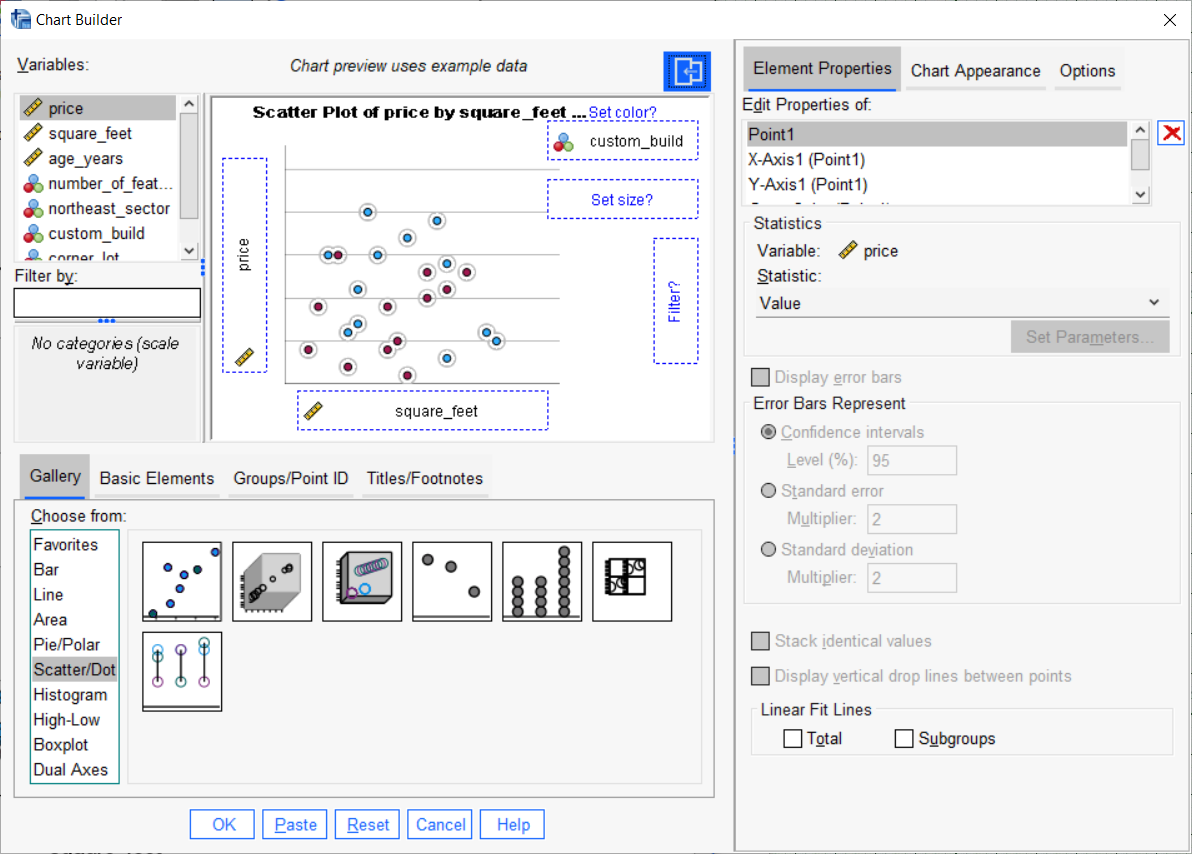 Chart Builder
Variables:
Chart preview uses example data
price
square_feet
age_years
number_of_feat...
northeast_sector
custom_build
corner_lot
Filter by:
No categories (scale
variable)
Scatter Plot of price by square_feet ...
Set color?
custom_build
Set size?
Filter?
price
square_feet
Gallery
Basic Elements
Groups/Point ID
Titles/Footnotes
Choose from:
Favorites
Bar
Line
Area
Pie/Polar
Scatter/Dot
Histogram
High-Low
Boxplot
Dual Axes
OK
Paste
Reset
Cancel
Help
Element Properties
Chart Appearance
Options
Edit Properties of:
Point1
X-Axis1 (Point1)
Y-Axis1 (Point1)
Statistics
Variable:
price
Statistic:
Value
Set Parameters...
Display error bars
Error Bars Represent
Confidence intervals
Level (%):
95
Standard error
Multiplier:
2
Standard deviation
Multiplier:
2
Stack identical values
Display vertical drop lines between points
Linear Fit Lines
Total
Subgroups